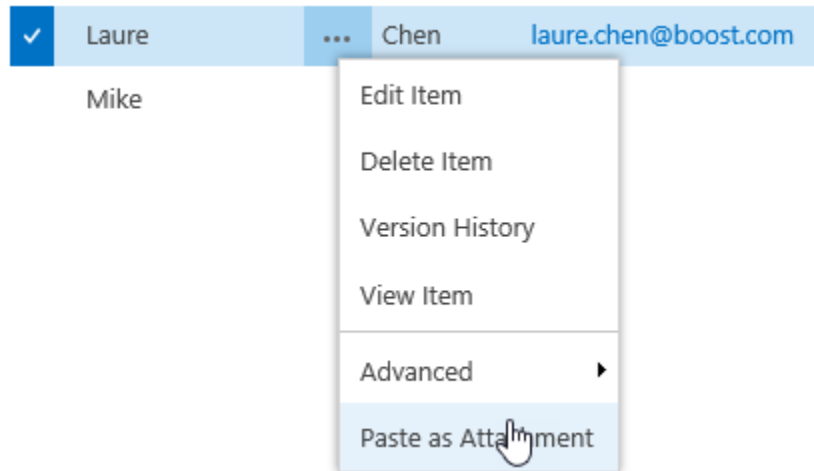 Laure ... Chen laure.chen@boost.com
Mike
Edit Item
Delete Item
Version History
View Item
Advanced
Paste as Attachment